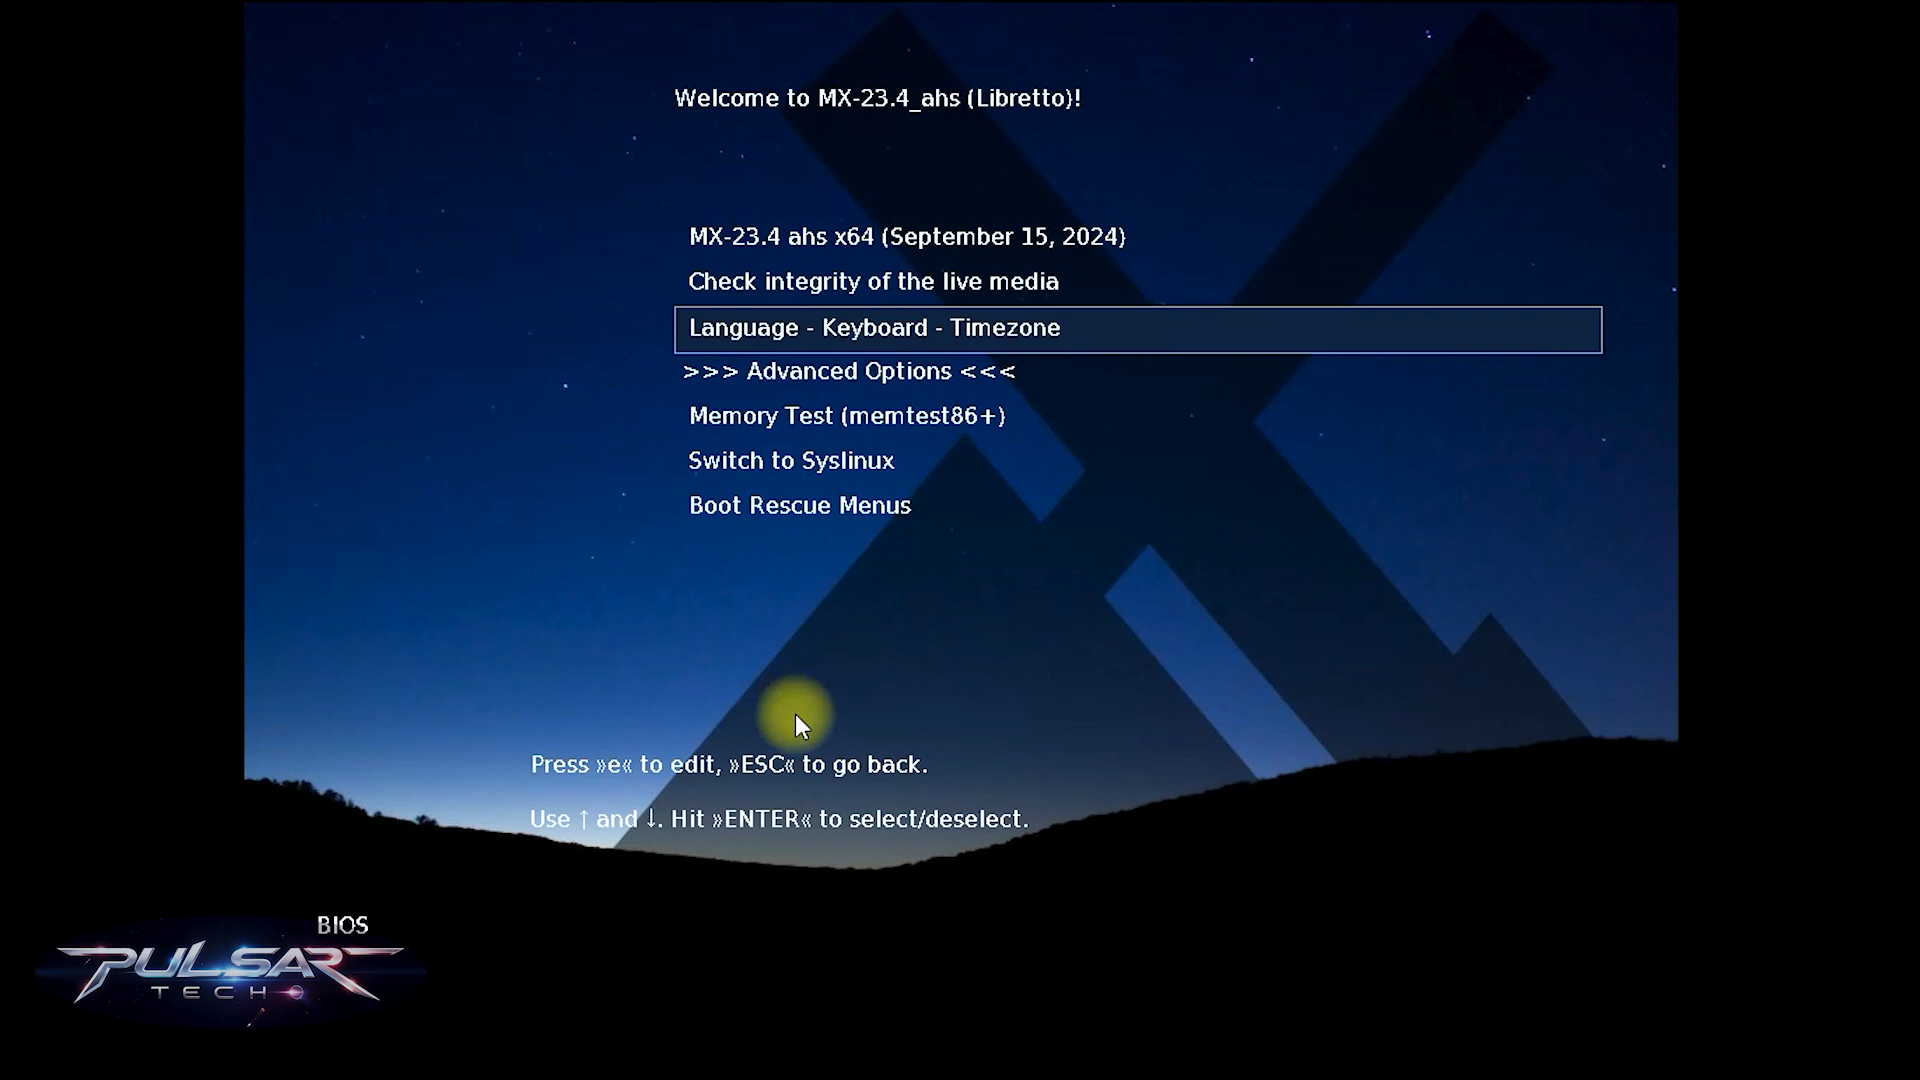 Welcome to MX-23.4_ahs (Libretto)!
MX-23.4 ahs x64 (September 15, 2024)
Check integrity of the live media
Language - Keyboard - Timezone
>>> Advanced Options <<<
Memory Test (memtest86+)
Switch to Syslinux
Boot Rescue Menus
Press »e« to edit, »ESC« to go back.
Use ↑ and ↓. Hit »ENTER« to select/deselect.
BIOS
PULSAR
TECH